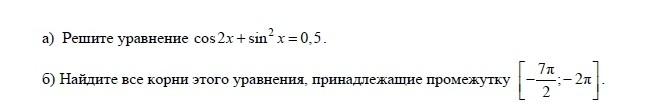 а) Решите уравнение cos 2x + sin² x = 0,5.
б) Найдите все корни этого уравнения, принадлежащие промежутку [−7π/2; −2π].